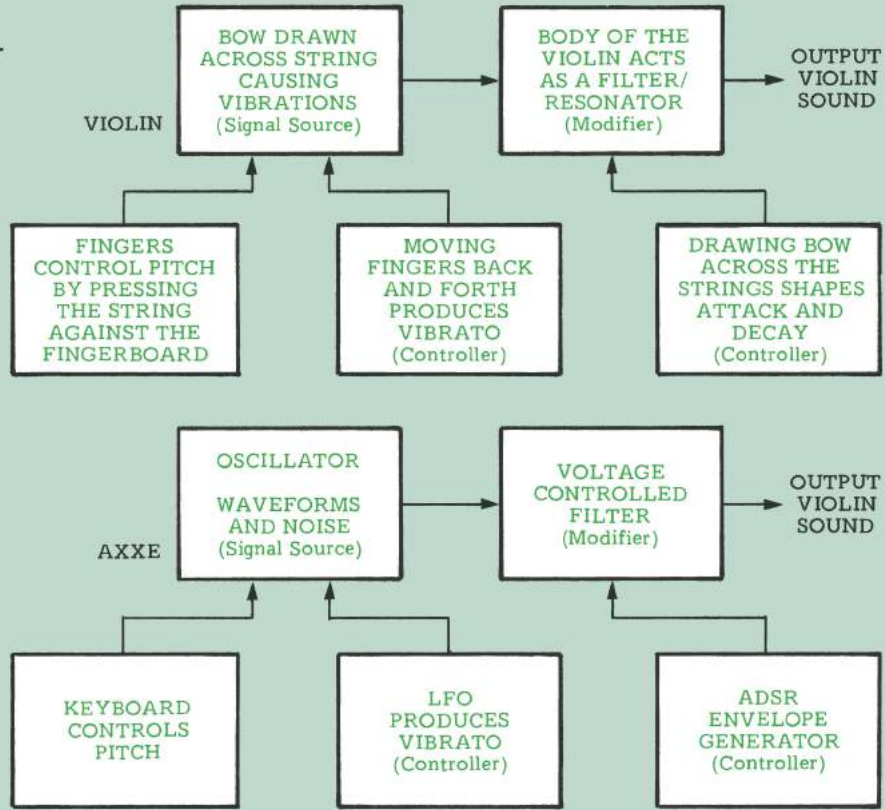 BOW DRAWN
ACROSS STRING
CAUSING
VIBRATIONS
(Signal Source)
BODY OF THE
VIOLIN ACTS
AS A FILTER/
RESONATOR
(Modifier)
OUTPUT
VIOLIN
SOUND
VIOLIN
FINGERS
CONTROL PITCH
BY PRESSING
THE STRING
AGAINST THE
FINGERBOARD
MOVING
FINGERS BACK
AND FORTH
PRODUCES
VIBRATO
(Controller)
DRAWING BOW
ACROSS THE
STRINGS SHAPES
ATTACK AND
DECAY
(Controller)
OSCILLATOR
WAVEFORMS
AND NOISE
(Signal Source)
VOLTAGE
CONTROLLED
FILTER
(Modifier)
OUTPUT
VIOLIN
SOUND
AXXE
KEYBOARD
CONTROLS
PITCH
LFO
PRODUCES
VIBRATO
(Controller)
ADSR
ENVELOPE
GENERATOR
(Controller)